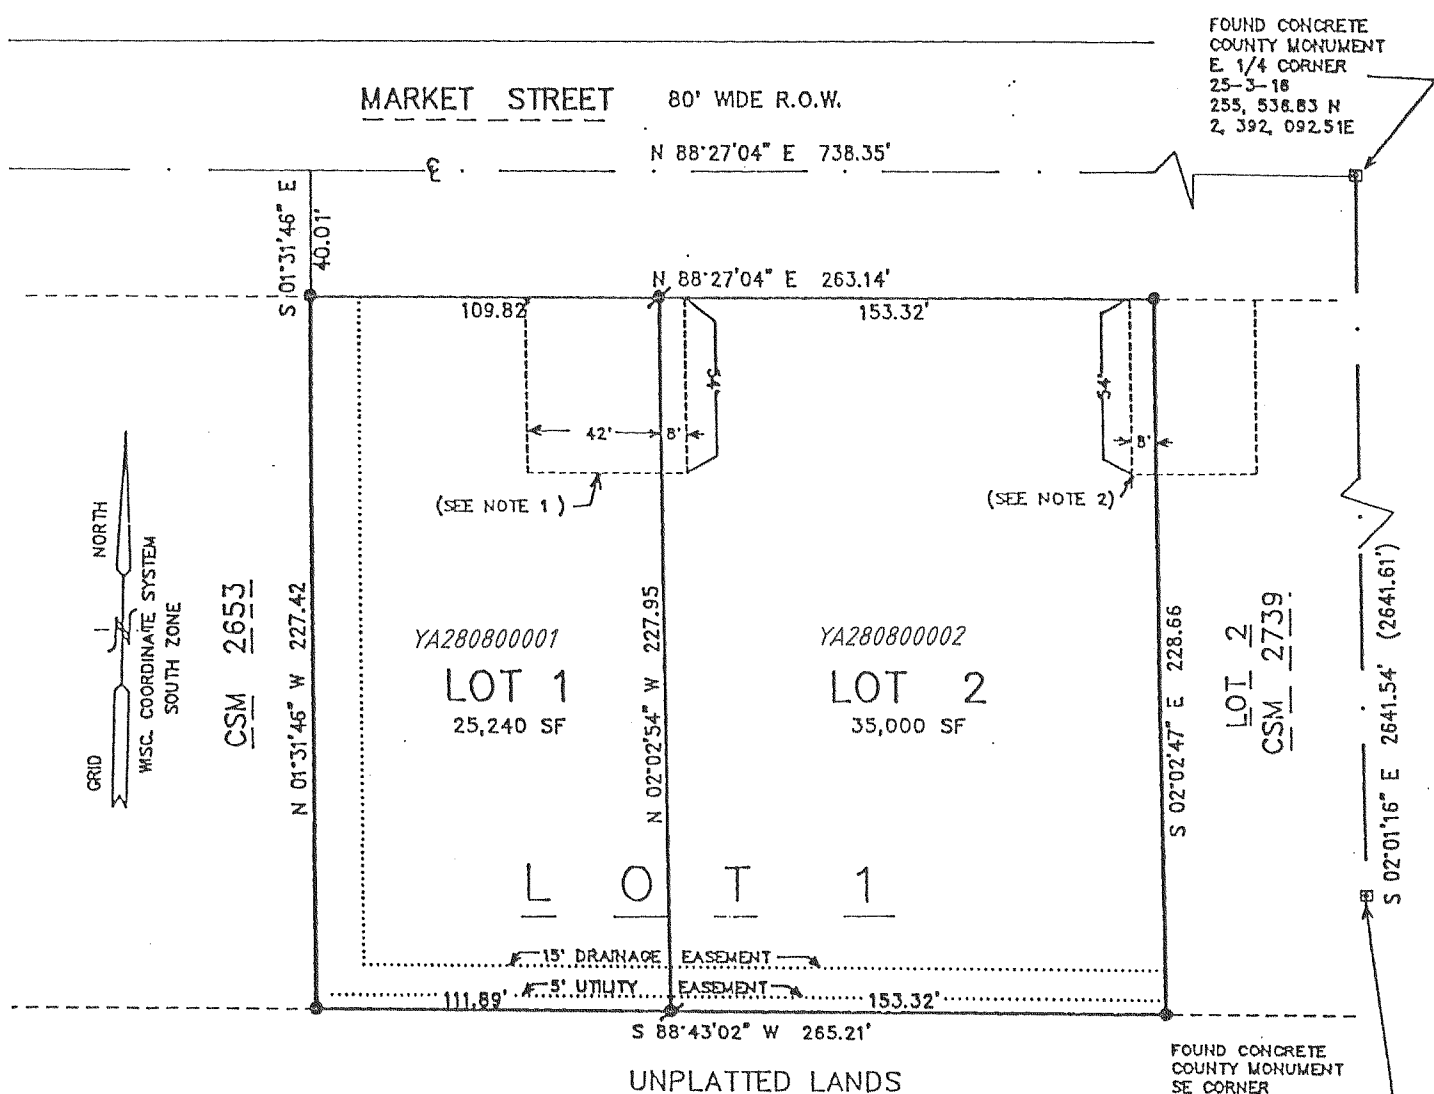 FOUND CONCRETE
COUNTY MONUMENT
E. 1/4 CORNER
25-3-16
255, 536.83 N
2, 392, 092.51E
MARKET STREET 80' WIDE R.O.W.
N 88°27'04" E 738.35'
℄
S 01°31'46" E
40.01'
N 88°27'04" E 263.14'
109.82'
153.32'
54'
54'
42'
8'
8'
(SEE NOTE 1)
(SEE NOTE 2)
GRID NORTH
WISC. COORDINATE SYSTEM
SOUTH ZONE
CSM 2653
N 01°31'46" W 227.42
YA280800001
LOT 1
25,240 SF
N 02°02'54" W 227.95
YA280800002
LOT 2
35,000 SF
S 02°02'47" E 228.66
LOT 2
CSM 2739
S 02°01'16" E 2641.54' (2641.61')
LOT 1
15' DRAINAGE EASEMENT
5' UTILITY EASEMENT
111.89'
153.32'
S 88°43'02" W 265.21'
UNPLATTED LANDS
FOUND CONCRETE
COUNTY MONUMENT
SE CORNER